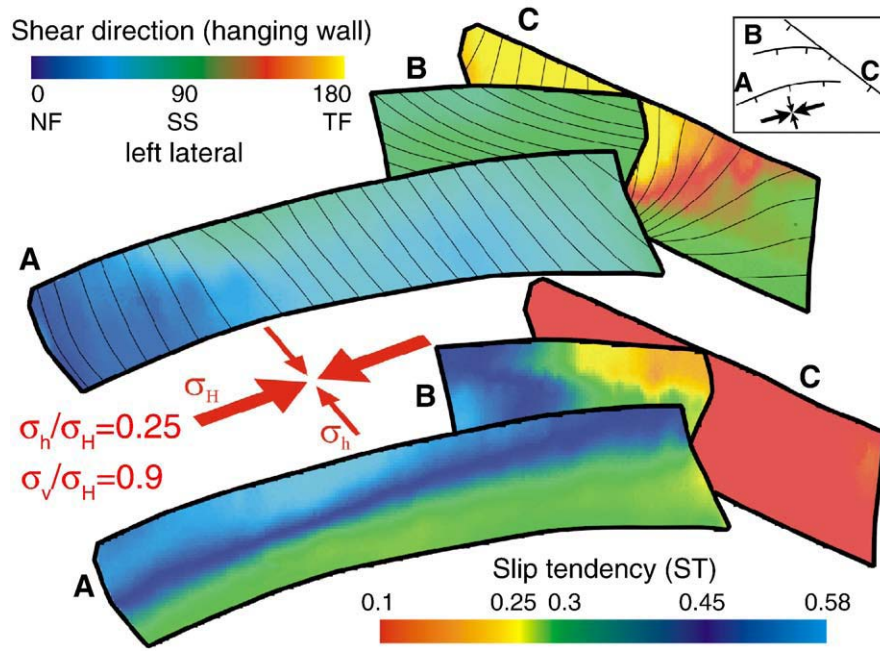 Shear direction (hanging wall)
0 90 180
NF SS TF
left lateral
C
B
A
B
A
C
σH
σh
σh/σH=0.25
σv/σH=0.9
B
C
A
Slip tendency (ST)
0.1 0.25 0.3 0.45 0.58